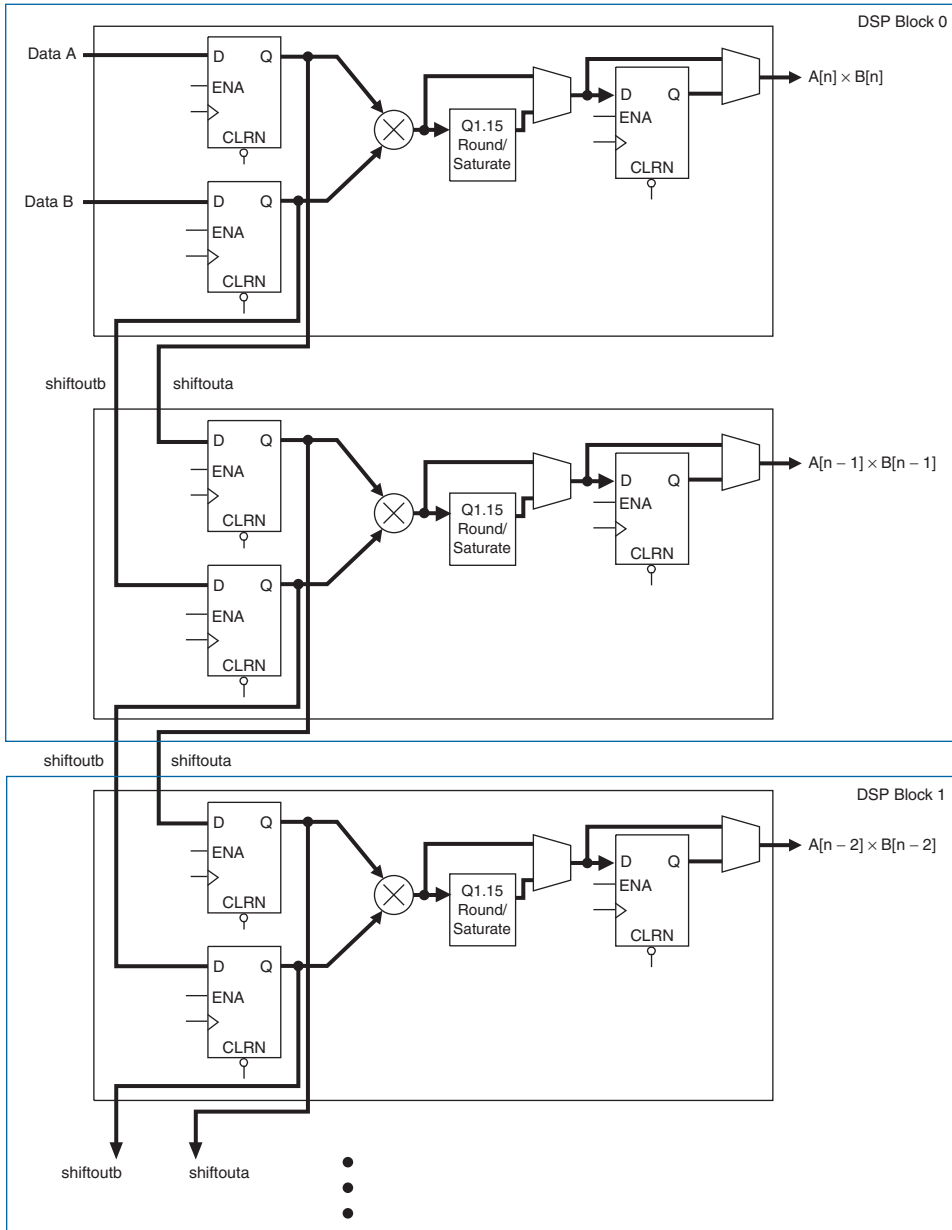 DSP Block 0
Data A
D Q
ENA
CLRN
Q1.15
Round/
Saturate
D Q
ENA
CLRN
A[n] × B[n]
Data B
D Q
ENA
CLRN
shiftoutb
shiftouta
D Q
ENA
CLRN
Q1.15
Round/
Saturate
D Q
ENA
CLRN
A[n − 1] × B[n − 1]
D Q
ENA
CLRN
shiftoutb
shiftouta
DSP Block 1
D Q
ENA
CLRN
Q1.15
Round/
Saturate
D Q
ENA
CLRN
A[n − 2] × B[n − 2]
D Q
ENA
CLRN
shiftoutb
shiftouta